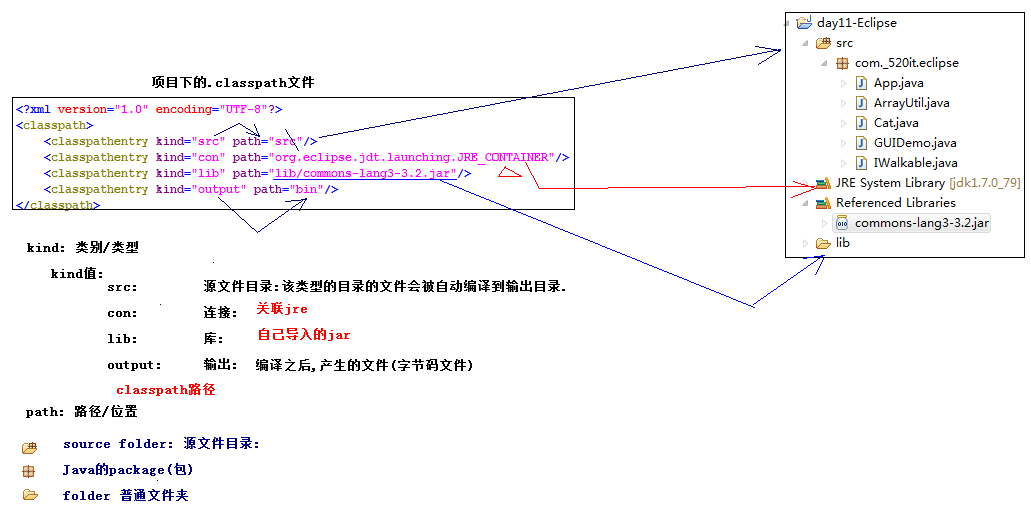 项目下的.classpath文件
<?xml version="1.0" encoding="UTF-8"?>
<classpath>
<classpathentry kind="src" path="src"/>
<classpathentry kind="con" path="org.eclipse.jdt.launching.JRE_CONTAINER"/>
<classpathentry kind="lib" path="lib/commons-lang3-3.2.jar"/>
<classpathentry kind="output" path="bin"/>
</classpath>
day11-Eclipse
src
com._520it.eclipse
App.java
ArrayUtil.java
Cat.java
GUIDemo.java
IWalkable.java
JRE System Library [jdk1.7.0_79]
Referenced Libraries
commons-lang3-3.2.jar
lib
kind: 类别/类型
kind值:
src: 源文件目录:该类型的目录的文件会被自动编译到输出目录.
con: 连接: 关联jre
lib: 库: 自己导入的jar
output: 输出: 编译之后,产生的文件(字节码文件)
classpath路径
path: 路径/位置
source folder: 源文件目录:
Java的package(包)
folder 普通文件夹